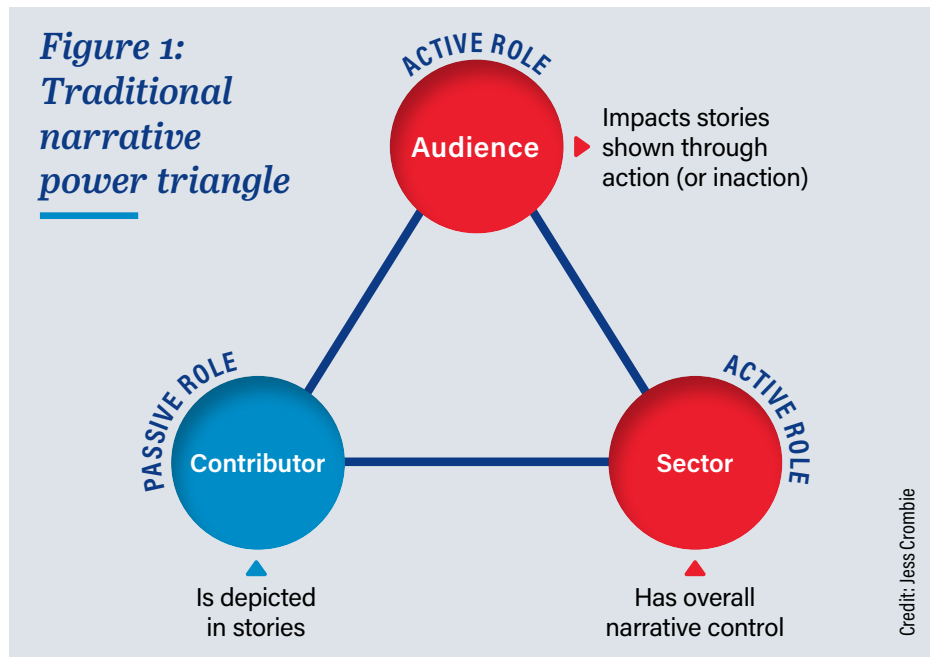 Figure 1:
Traditional
narrative
power triangle
ACTIVE ROLE
Audience
Impacts stories
shown through
action (or inaction)
PASSIVE ROLE
Contributor
Is depicted
in stories
ACTIVE ROLE
Sector
Has overall
narrative control
Credit: Jess Crombie